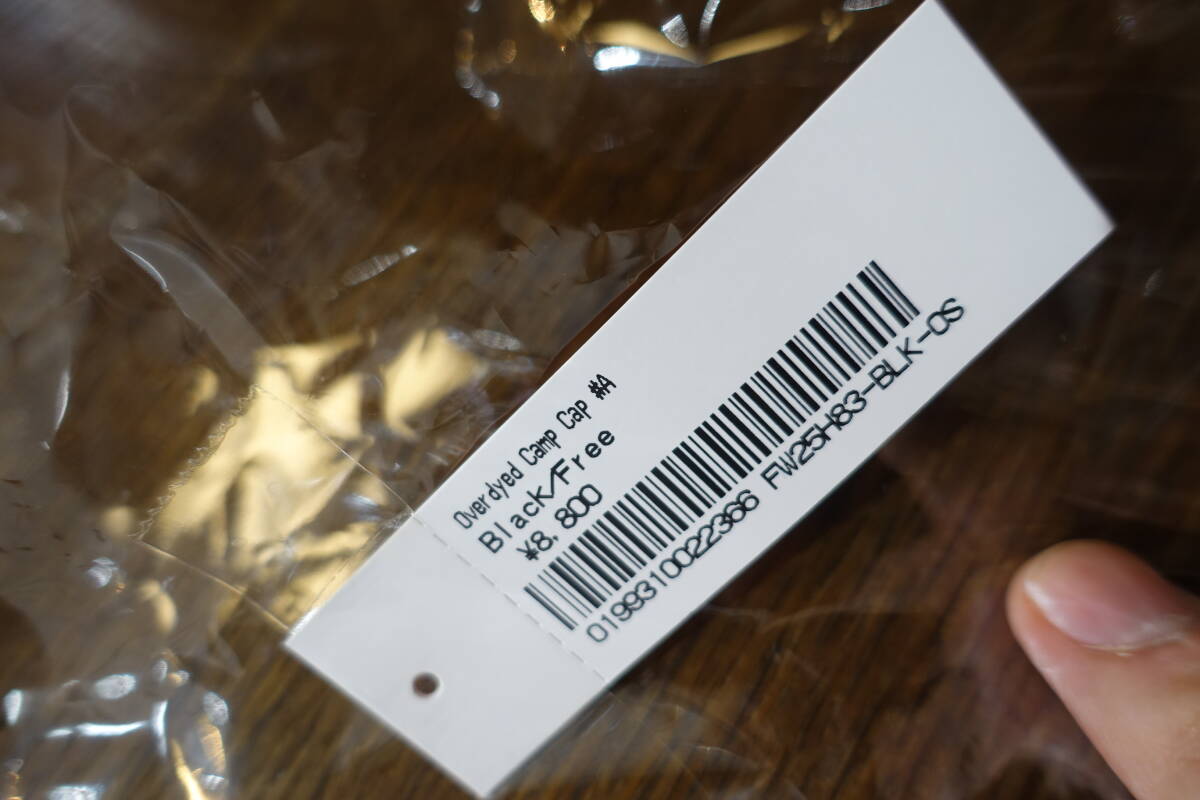 Overdyed Camp Cap #A
Black/Free
¥8,800
0199310022366 FW25H83-BLK-OS